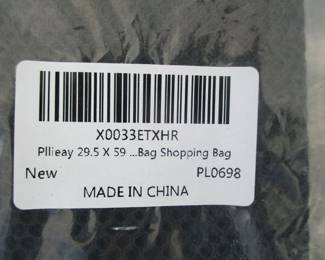 X0033ETXHR
Pllieay 29.5 X 59 ...Bag Shopping Bag
New PL0698
MADE IN CHINA